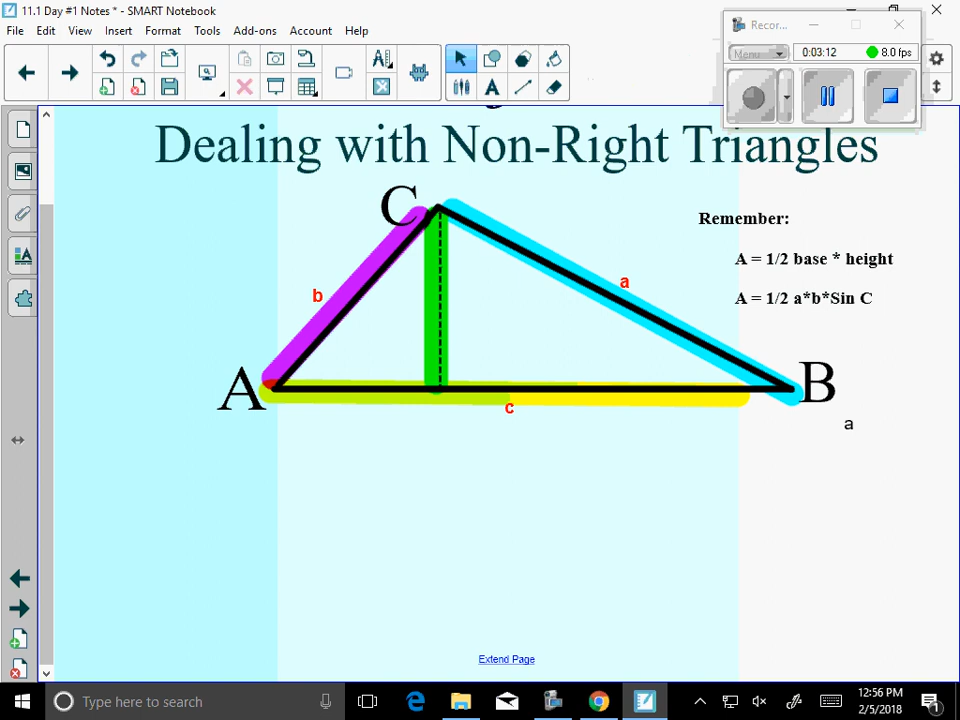 11.1 Day #1 Notes * - SMART Notebook
File Edit View Insert Format Tools Add-ons Account Help
Recor...
Menu
0:03:12
8.0 fps
Dealing with Non-Right Triangles
C
Remember:
A = 1/2 base * height
b
a
A = 1/2 a*b*Sin C
A
B
c
a
Extend Page
Type here to search
12:56 PM
2/5/2018
1